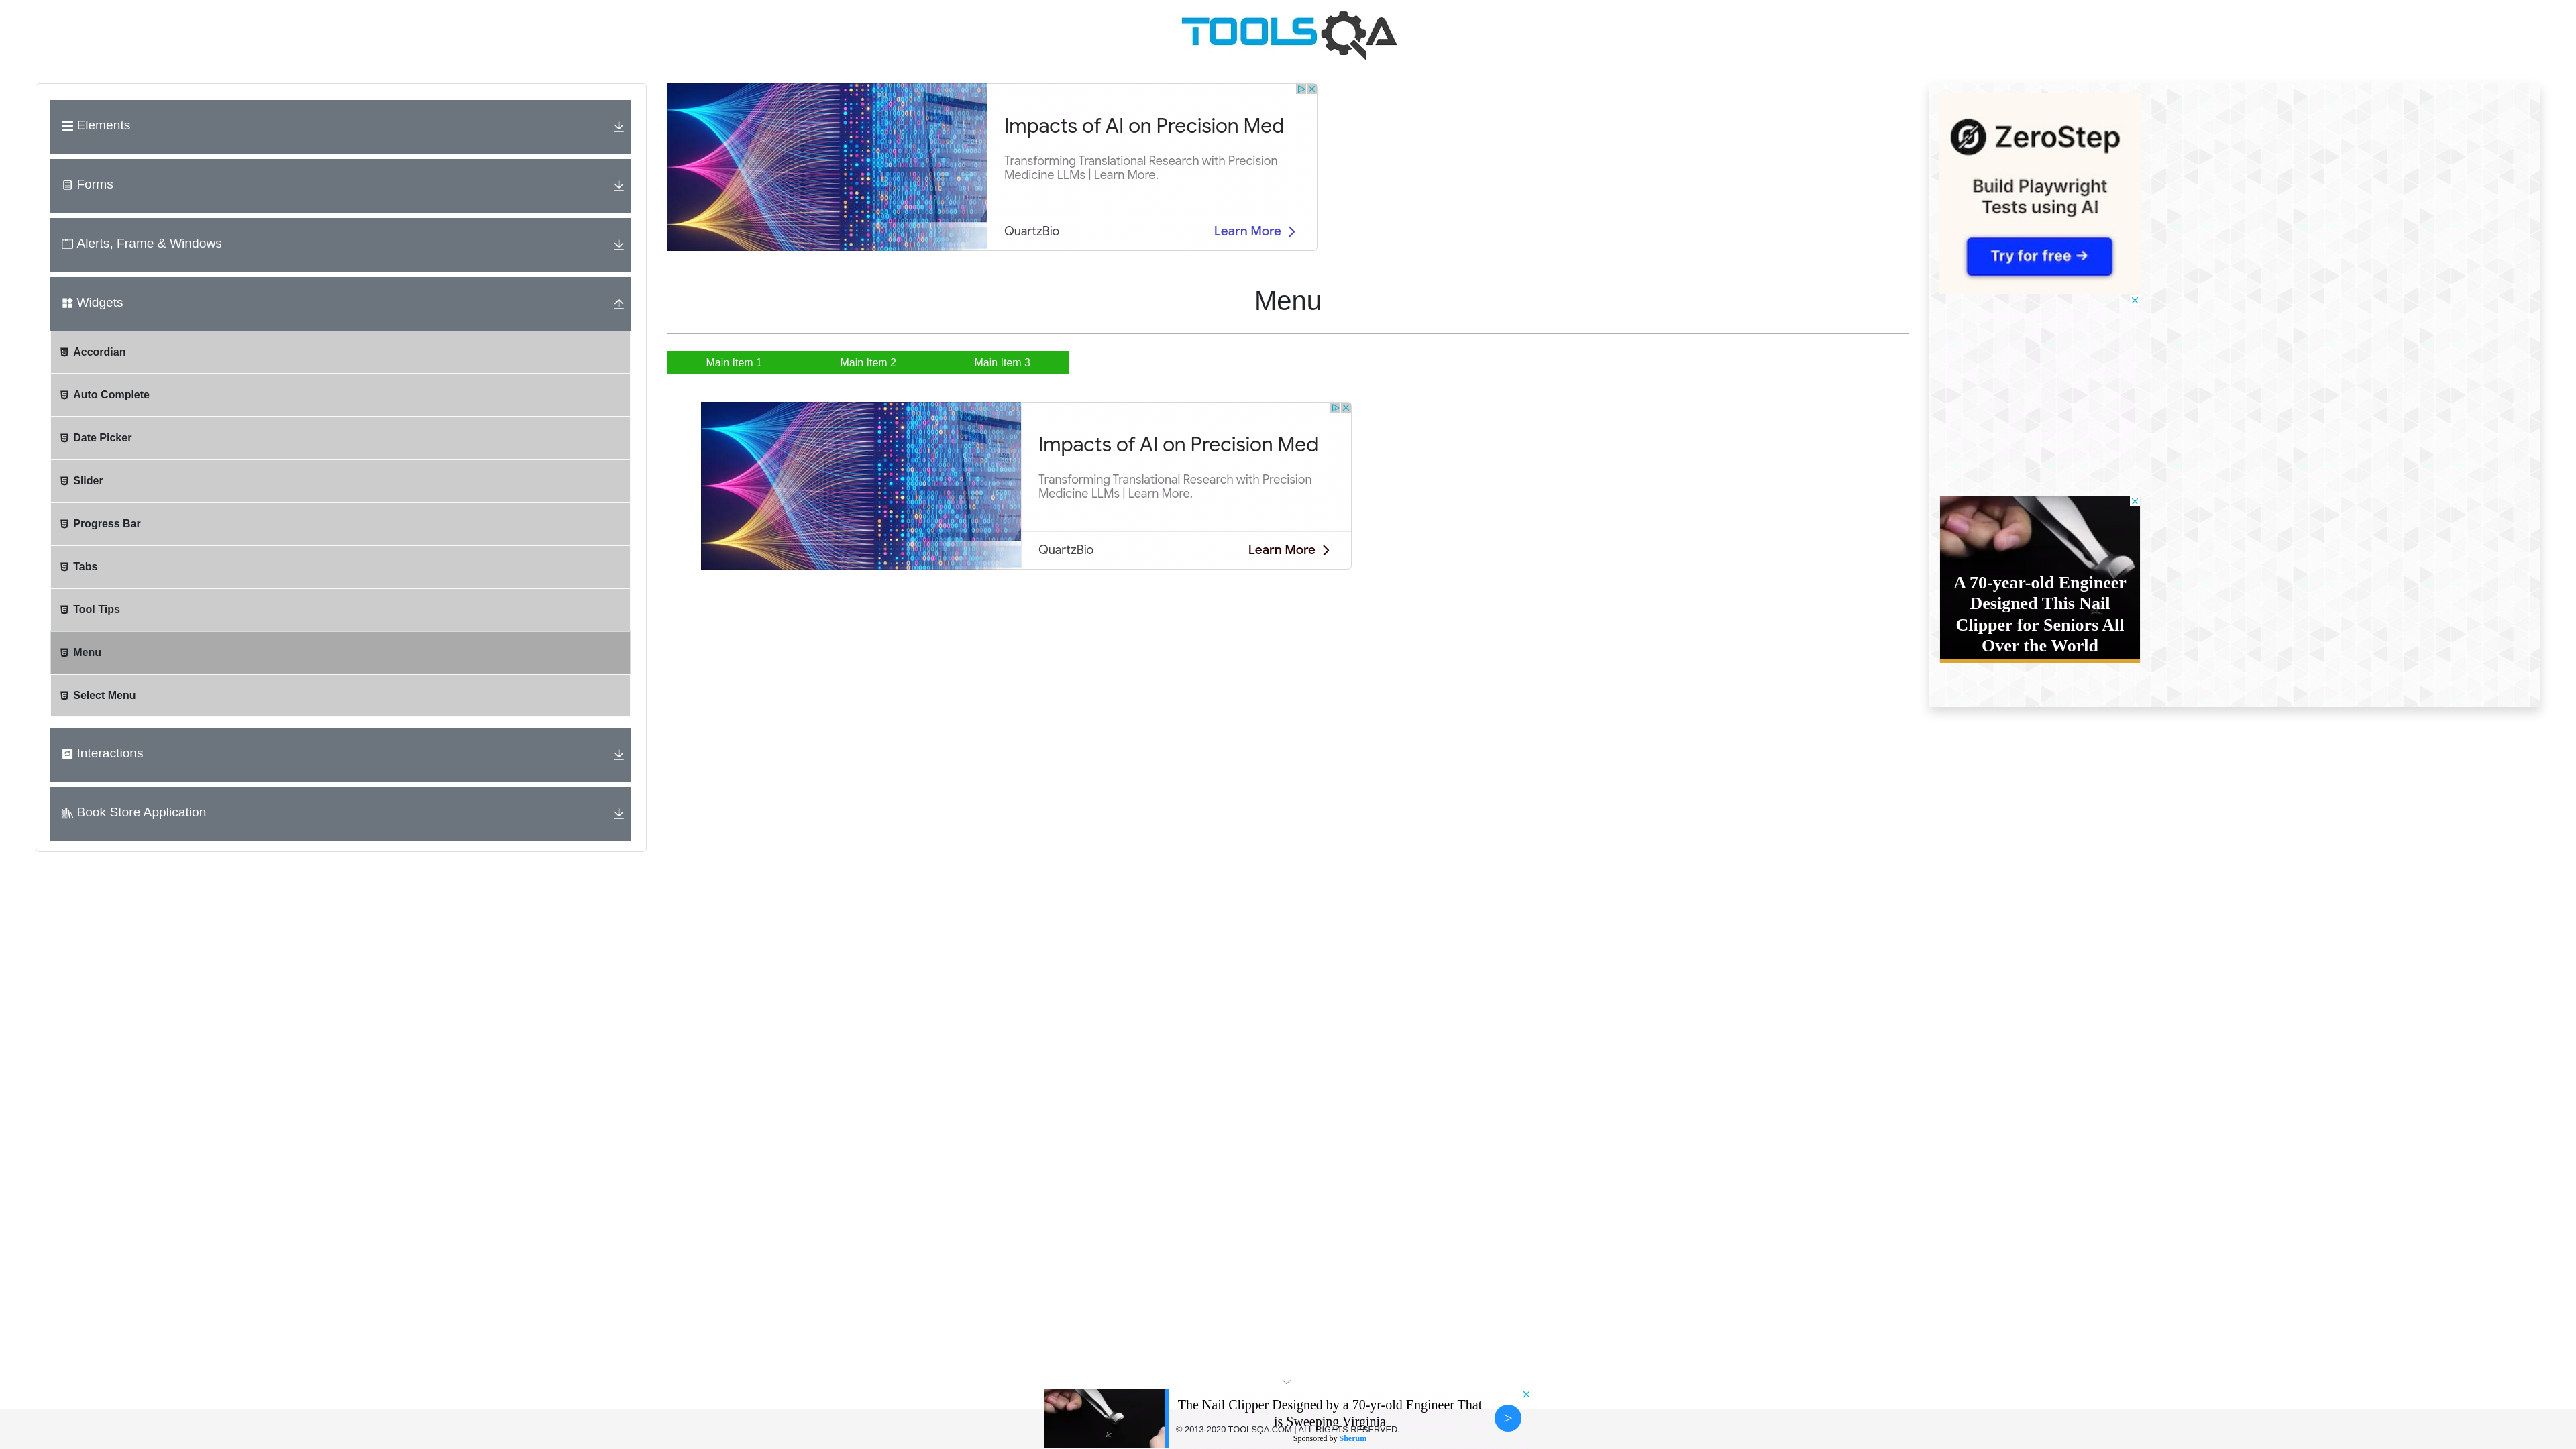 TOOLSQA
Elements
Forms
Alerts, Frame & Windows
Widgets
Accordian
Auto Complete
Date Picker
Slider
Progress Bar
Tabs
Tool Tips
Menu
Select Menu
Interactions
Book Store Application
Impacts of AI on Precision Med
Transforming Translational Research with Precision
Medicine LLMs | Learn More.
QuartzBio
Learn More
Menu
Main Item 1
Main Item 2
Main Item 3
Impacts of AI on Precision Med
Transforming Translational Research with Precision
Medicine LLMs | Learn More.
QuartzBio
Learn More
ZeroStep
Build Playwright
Tests using AI
Try for free →
A 70-year-old Engineer
Designed This Nail
Clipper for Seniors All
Over the World
The Nail Clipper Designed by a 70-yr-old Engineer That
is Sweeping Virginia
© 2013-2020 TOOLSQA.COM | ALL RIGHTS RESERVED.
Sponsored by Sherum